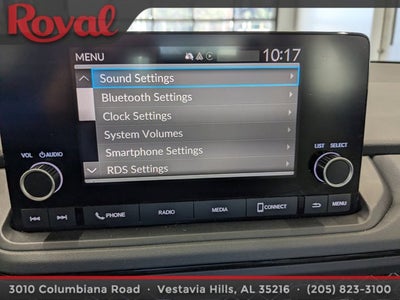 Royal
MENU 10:17
Sound Settings
Bluetooth Settings
Clock Settings
System Volumes
Smartphone Settings
RDS Settings
VOL AUDIO
LIST SELECT
PHONE RADIO MEDIA CONNECT MENU
3010 Columbiana Road • Vestavia Hills, AL 35216 • (205) 823-3100